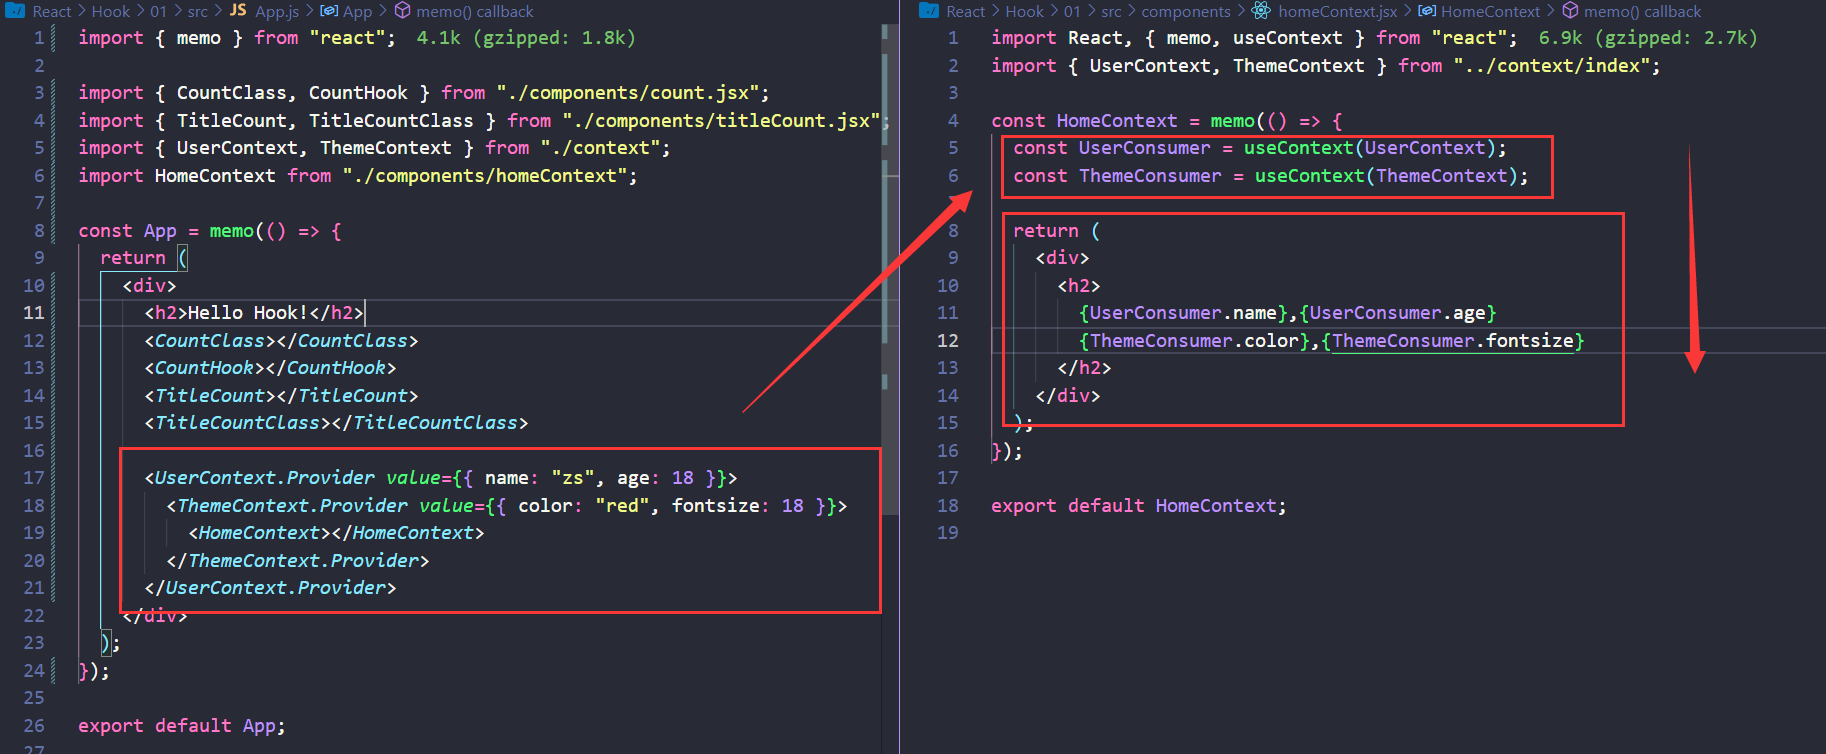 React > Hook > 01 > src > JS App.js > App > memo() callback
1 import { memo } from "react"; 4.1k (gzipped: 1.8k)
2
3 import { CountClass, CountHook } from "./components/count.jsx";
4 import { TitleCount, TitleCountClass } from "./components/titleCount.jsx";
5 import { UserContext, ThemeContext } from "./context";
6 import HomeContext from "./components/homeContext";
7
8 const App = memo(() => {
9 return (
10 <div>
11 <h2>Hello Hook!</h2>
12 <CountClass></CountClass>
13 <CountHook></CountHook>
14 <TitleCount></TitleCount>
15 <TitleCountClass></TitleCountClass>
16
17 <UserContext.Provider value={{ name: "zs", age: 18 }}>
18 <ThemeContext.Provider value={{ color: "red", fontsize: 18 }}>
19 <HomeContext></HomeContext>
20 </ThemeContext.Provider>
21 </UserContext.Provider>
22 </div>
23 );
24 });
25
26 export default App;
27
React > Hook > 01 > src > components > homeContext.jsx > HomeContext > memo() callback
1 import React, { memo, useContext } from "react"; 6.9k (gzipped: 2.7k)
2 import { UserContext, ThemeContext } from "../context/index";
3
4 const HomeContext = memo(() => {
5 const UserConsumer = useContext(UserContext);
6 const ThemeConsumer = useContext(ThemeContext);
8 return (
9 <div>
10 <h2>
11 {UserConsumer.name},{UserConsumer.age}
12 {ThemeConsumer.color},{ThemeConsumer.fontsize}
13 </h2>
14 </div>
15 );
16 });
17
18 export default HomeContext;
19